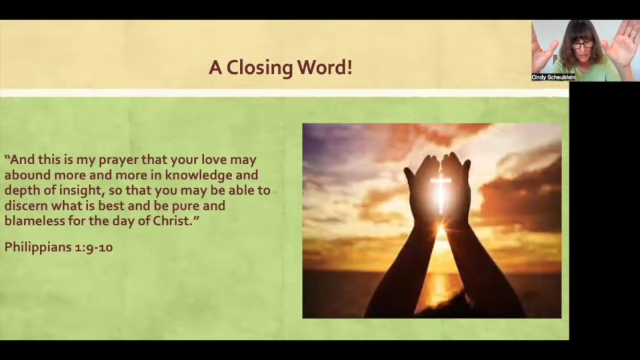 A Closing Word!
Cindy Scheublein
“And this is my prayer that your love may
abound more and more in knowledge and
depth of insight, so that you may be able to
discern what is best and be pure and
blameless for the day of Christ.”
Philippians 1:9-10